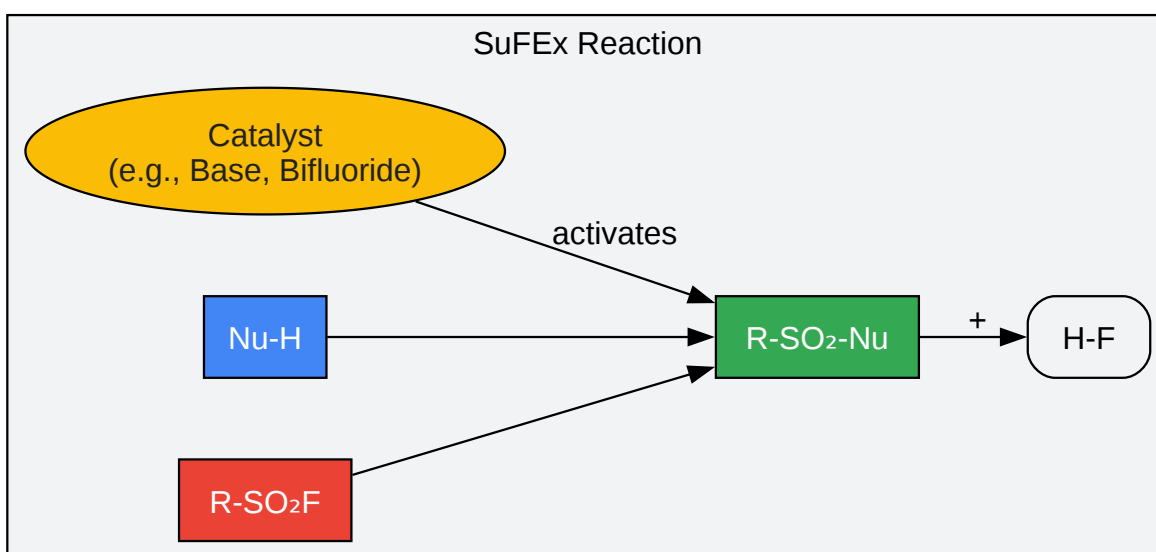 SuFEx Reaction
Catalyst
(e.g., Base, Bifluoride)
activates
Nu-H
R-SO₂-Nu
+
H-F
R-SO₂F